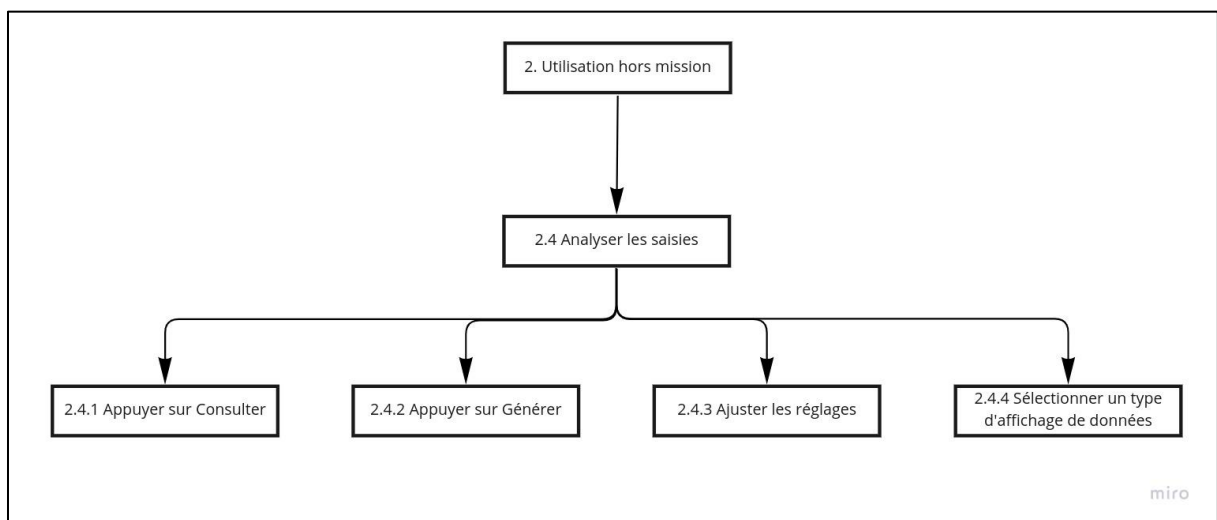 2. Utilisation hors mission
2.4 Analyser les saisies
2.4.1 Appuyer sur Consulter
2.4.2 Appuyer sur Générer
2.4.3 Ajuster les réglages
2.4.4 Sélectionner un type
d'affichage de données
miro